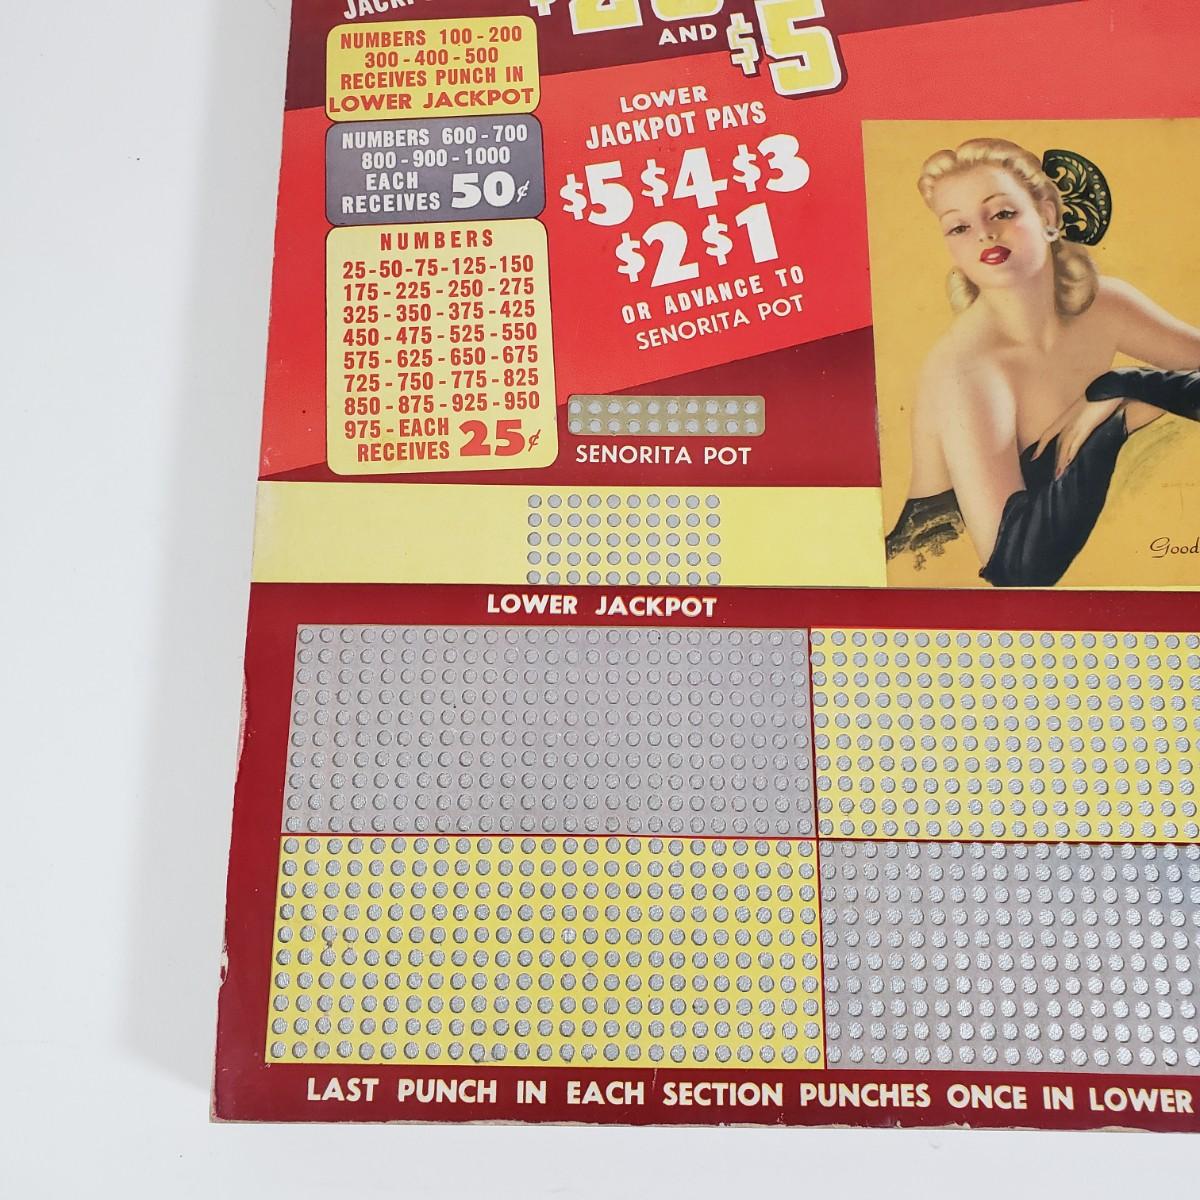 AND $5
NUMBERS 100-200
300-400-500
RECEIVES PUNCH IN
LOWER JACKPOT
NUMBERS 600-700
800-900-1000
EACH
RECEIVES 50¢
NUMBERS
25-50-75-125-150
175-225-250-275
325-350-375-425
450-475-525-550
575-625-650-675
725-750-775-825
850-875-925-950
975-EACH
RECEIVES 25¢
LOWER
JACKPOT PAYS
$5 $4 $3
$2 $1
OR ADVANCE TO
SENORITA POT
SENORITA POT
Good
LOWER JACKPOT
LAST PUNCH IN EACH SECTION PUNCHES ONCE IN LOWER